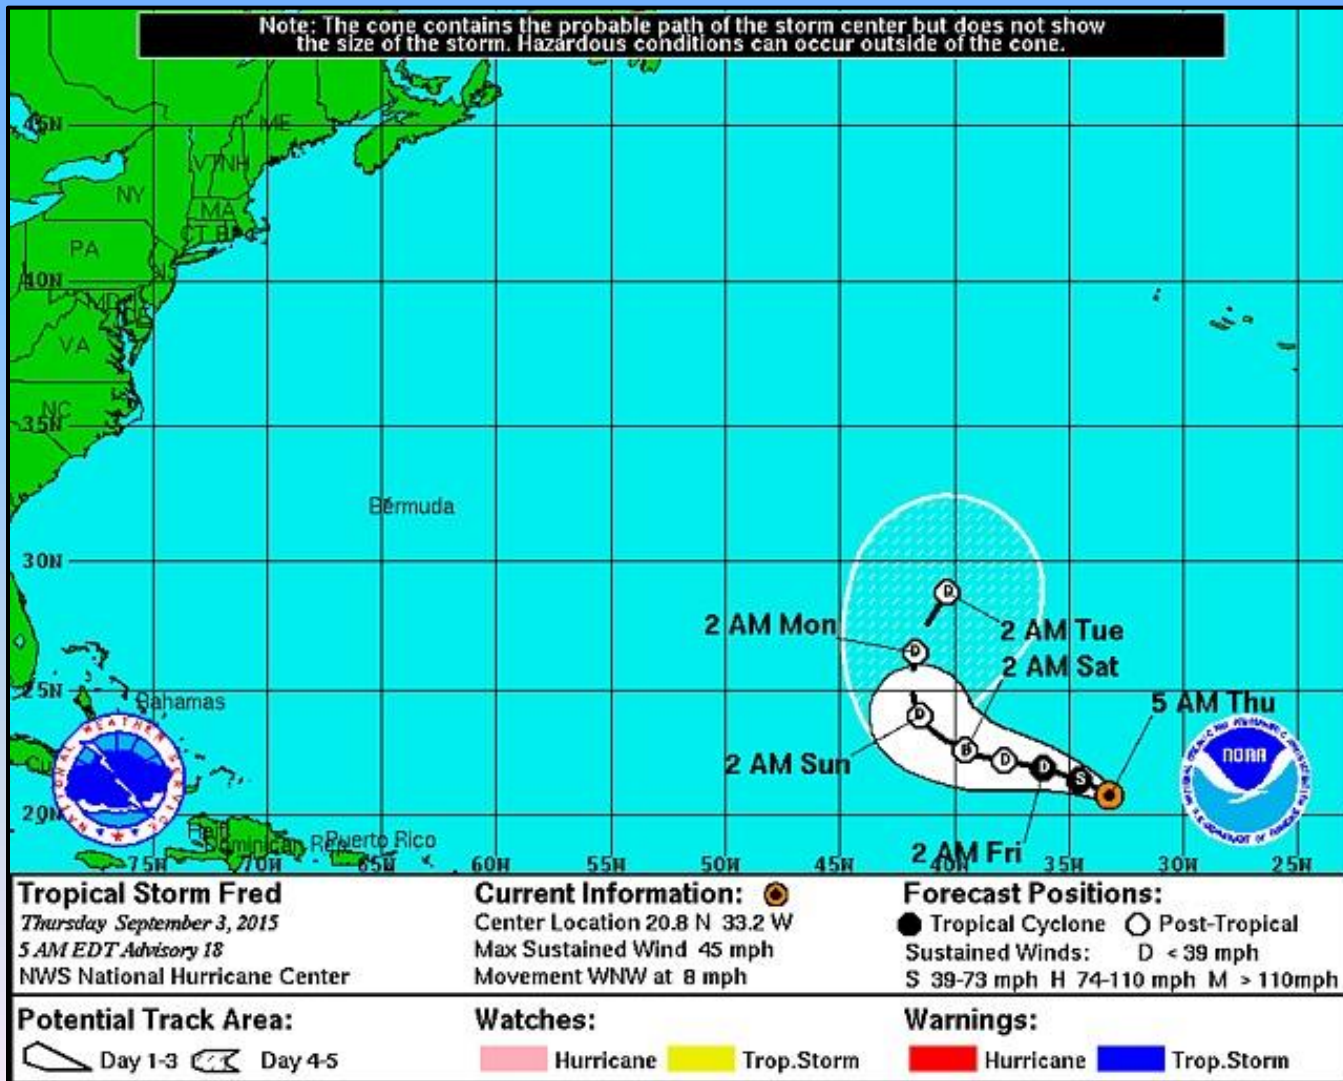 Note: The cone contains the probable path of the storm center but does not show
the size of the storm. Hazardous conditions can occur outside of the cone.
45N
ME
VT NH
NY
MA
CT
PA
40N
MD
VA
NC
35N
Bermuda
30N
D
2 AM Mon
2 AM Tue
D
2 AM Sat
25N
Bahamas
5 AM Thu
D
2 AM Sun
D
D
S
NOAA
NATIONAL WEATHER SERVICE
20N
Haiti
Dominican Rep
Puerto Rico
2 AM Fri
75W 70W 65W 60W 55W 50W 45W 40W 35W 30W 25W
Tropical Storm Fred
Thursday September 3, 2015
5 AM EDT Advisory 18
NWS National Hurricane Center
Current Information:
Center Location 20.8 N 33.2 W
Max Sustained Wind 45 mph
Movement WNW at 8 mph
Forecast Positions:
Tropical Cyclone Post-Tropical
Sustained Winds: D < 39 mph
S 39-73 mph H 74-110 mph M > 110mph
Potential Track Area:
Day 1-3 Day 4-5
Watches:
Hurricane Trop.Storm
Warnings:
Hurricane Trop.Storm